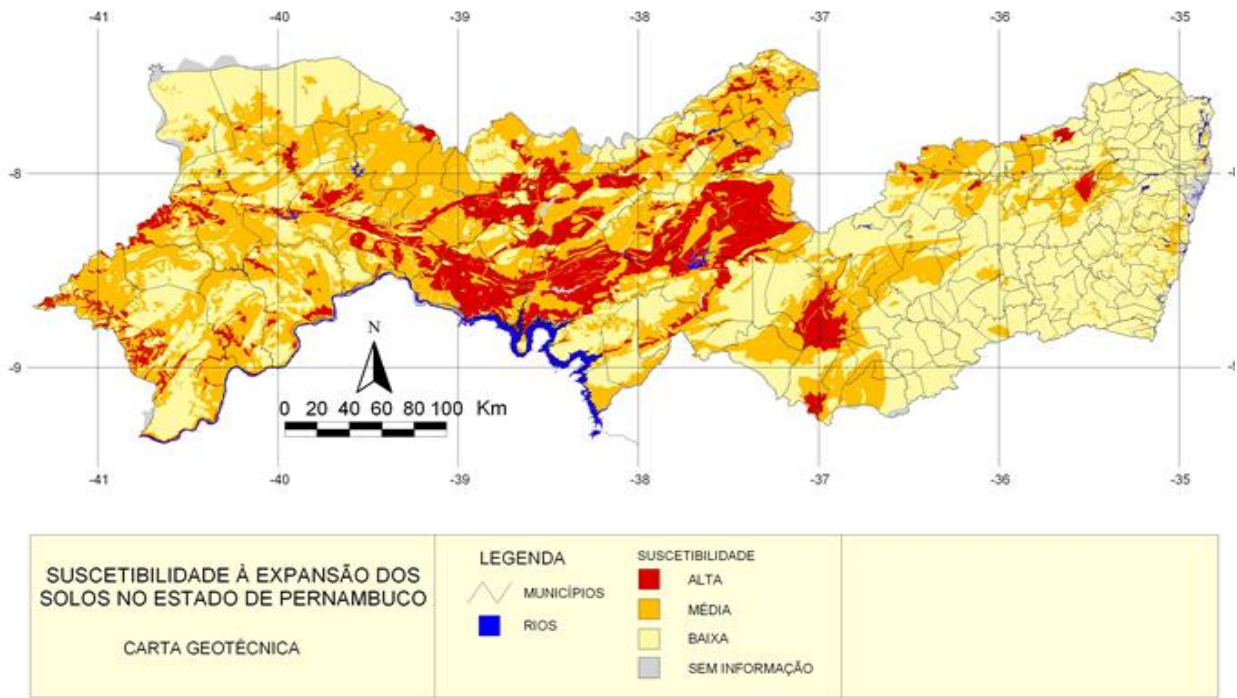 -41 -40 -39 -38 -37 -36 -35
-8
-9
N
0 20 40 60 80 100 Km
-41 -40 -39 -38 -37 -36 -35
SUSCETIBILIDADE À EXPANSÃO DOS
SOLOS NO ESTADO DE PERNAMBUCO
CARTA GEOTÉCNICA
LEGENDA
MUNICÍPIOS
RIOS
SUSCETIBILIDADE
ALTA
MÉDIA
BAIXA
SEM INFORMAÇÃO